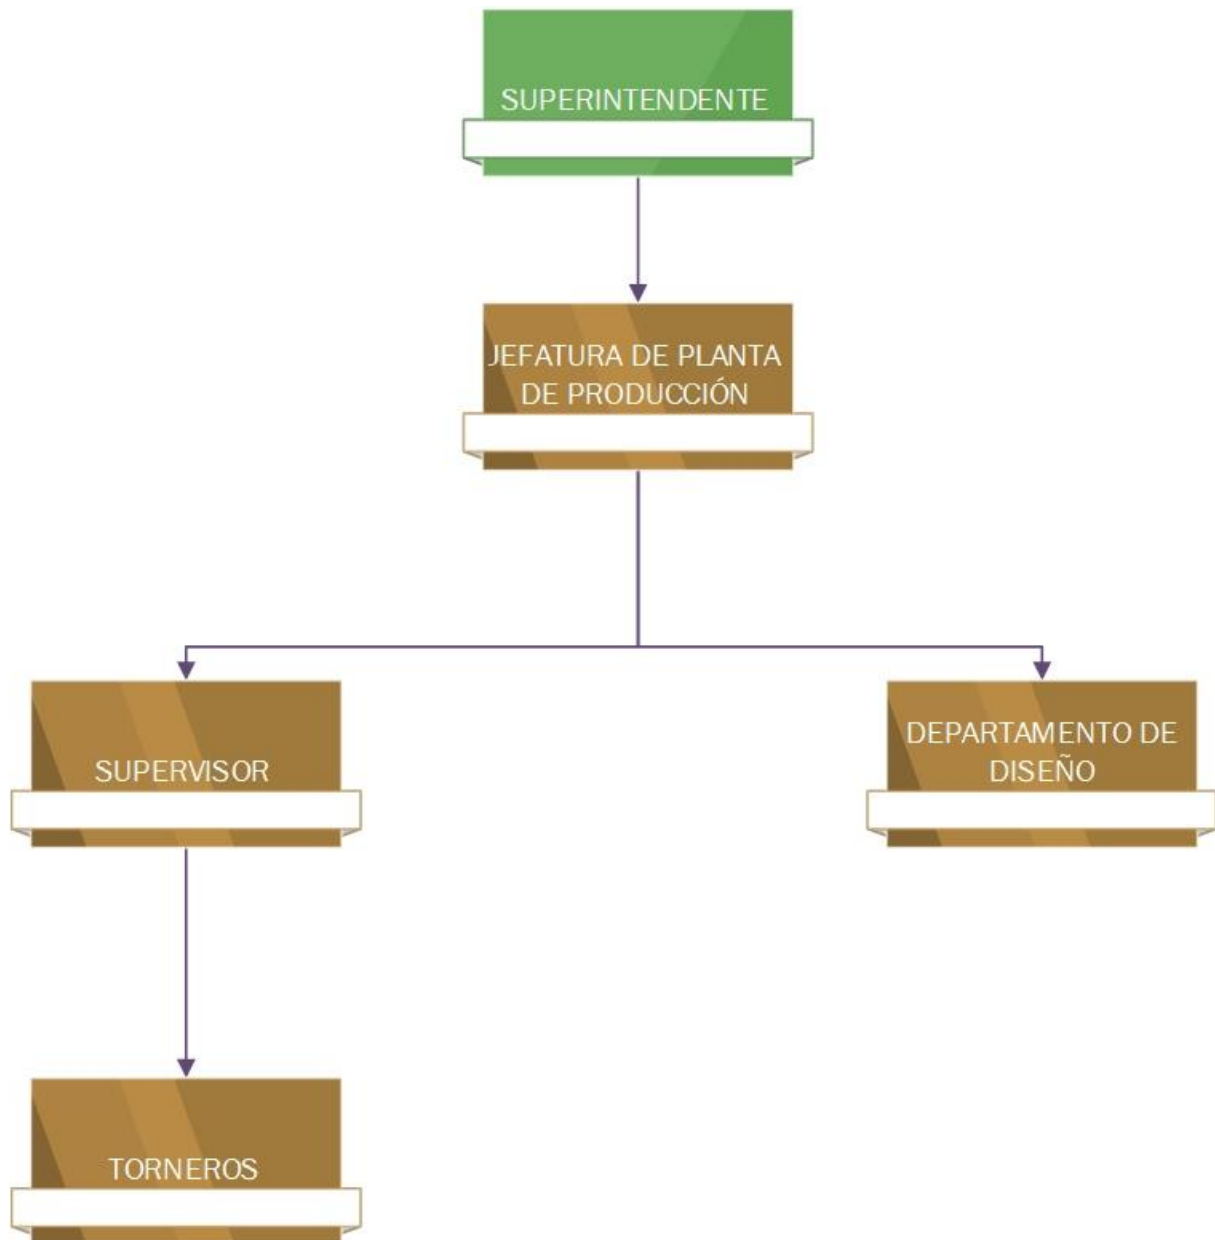 SUPERINTENDENTE
JEFATURA DE PLANTA
DE PRODUCCIÓN
SUPERVISOR
DEPARTAMENTO DE
DISEÑO
TORNEROS